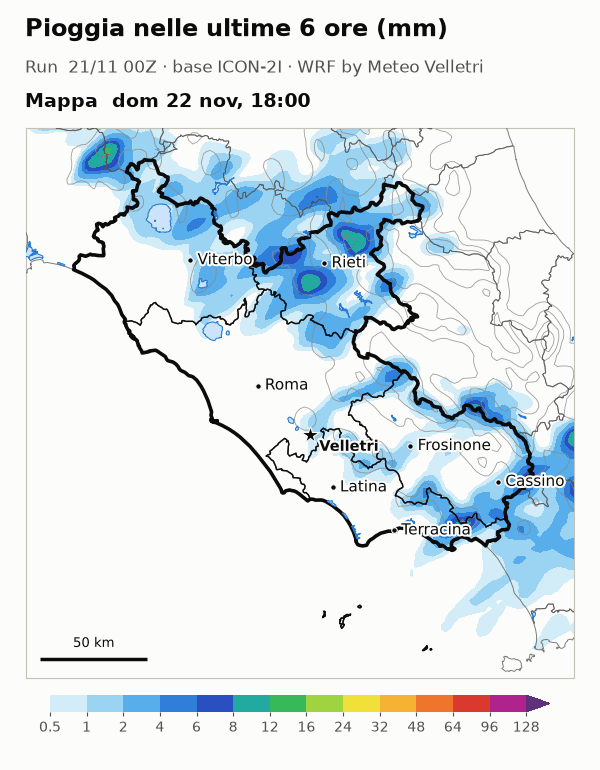 Pioggia nelle ultime 6 ore (mm)
Run 21/11 00Z · base ICON-2I · WRF by Meteo Velletri
Mappa dom 22 nov, 18:00
Viterbo
Rieti
Roma
Velletri
Frosinone
Latina
Cassino
Terracina
50 km
0.5 1 2 4 6 8 12 16 24 32 48 64 96 128